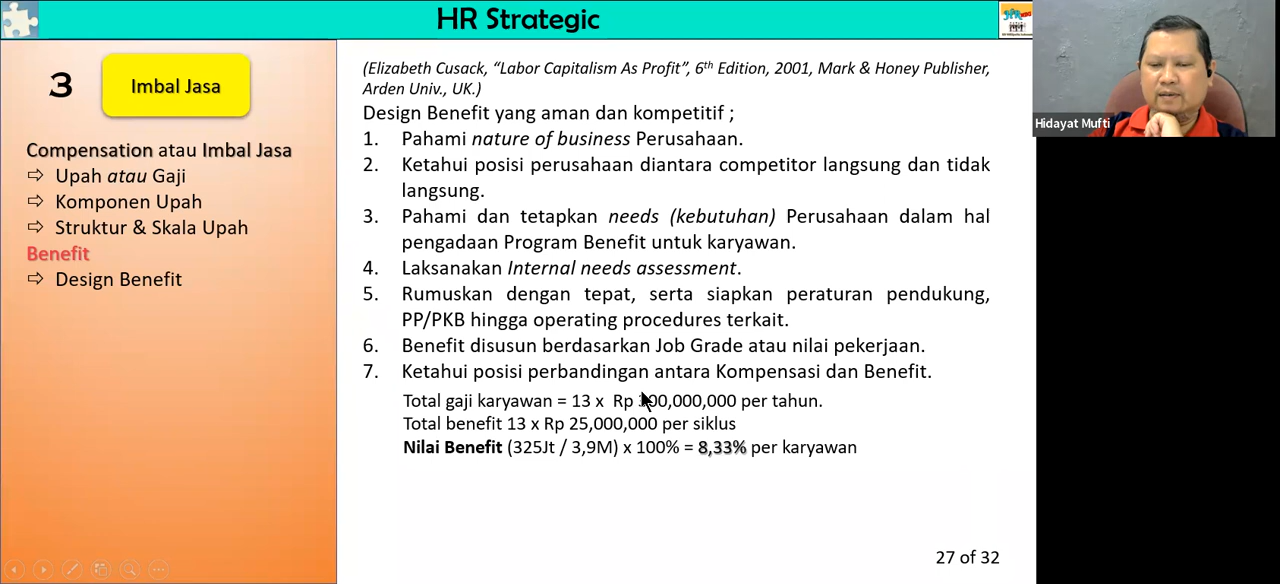 HR Strategic
3
Imbal Jasa
Compensation atau Imbal Jasa
⇨ Upah atau Gaji
⇨ Komponen Upah
⇨ Struktur & Skala Upah
Benefit
⇨ Design Benefit
(Elizabeth Cusack, “Labor Capitalism As Profit”, 6th Edition, 2001, Mark & Honey Publisher,
Arden Univ., UK.)
Design Benefit yang aman dan kompetitif ;
1. Pahami nature of business Perusahaan.
2. Ketahui posisi perusahaan diantara competitor langsung dan tidak
langsung.
3. Pahami dan tetapkan needs (kebutuhan) Perusahaan dalam hal
pengadaan Program Benefit untuk karyawan.
4. Laksanakan Internal needs assessment.
5. Rumuskan dengan tepat, serta siapkan peraturan pendukung,
PP/PKB hingga operating procedures terkait.
6. Benefit disusun berdasarkan Job Grade atau nilai pekerjaan.
7. Ketahui posisi perbandingan antara Kompensasi dan Benefit.
Total gaji karyawan = 13 x Rp 300,000,000 per tahun.
Total benefit 13 x Rp 25,000,000 per siklus
Nilai Benefit (325Jt / 3,9M) x 100% = 8,33% per karyawan
27 of 32
Hidayat Mufti